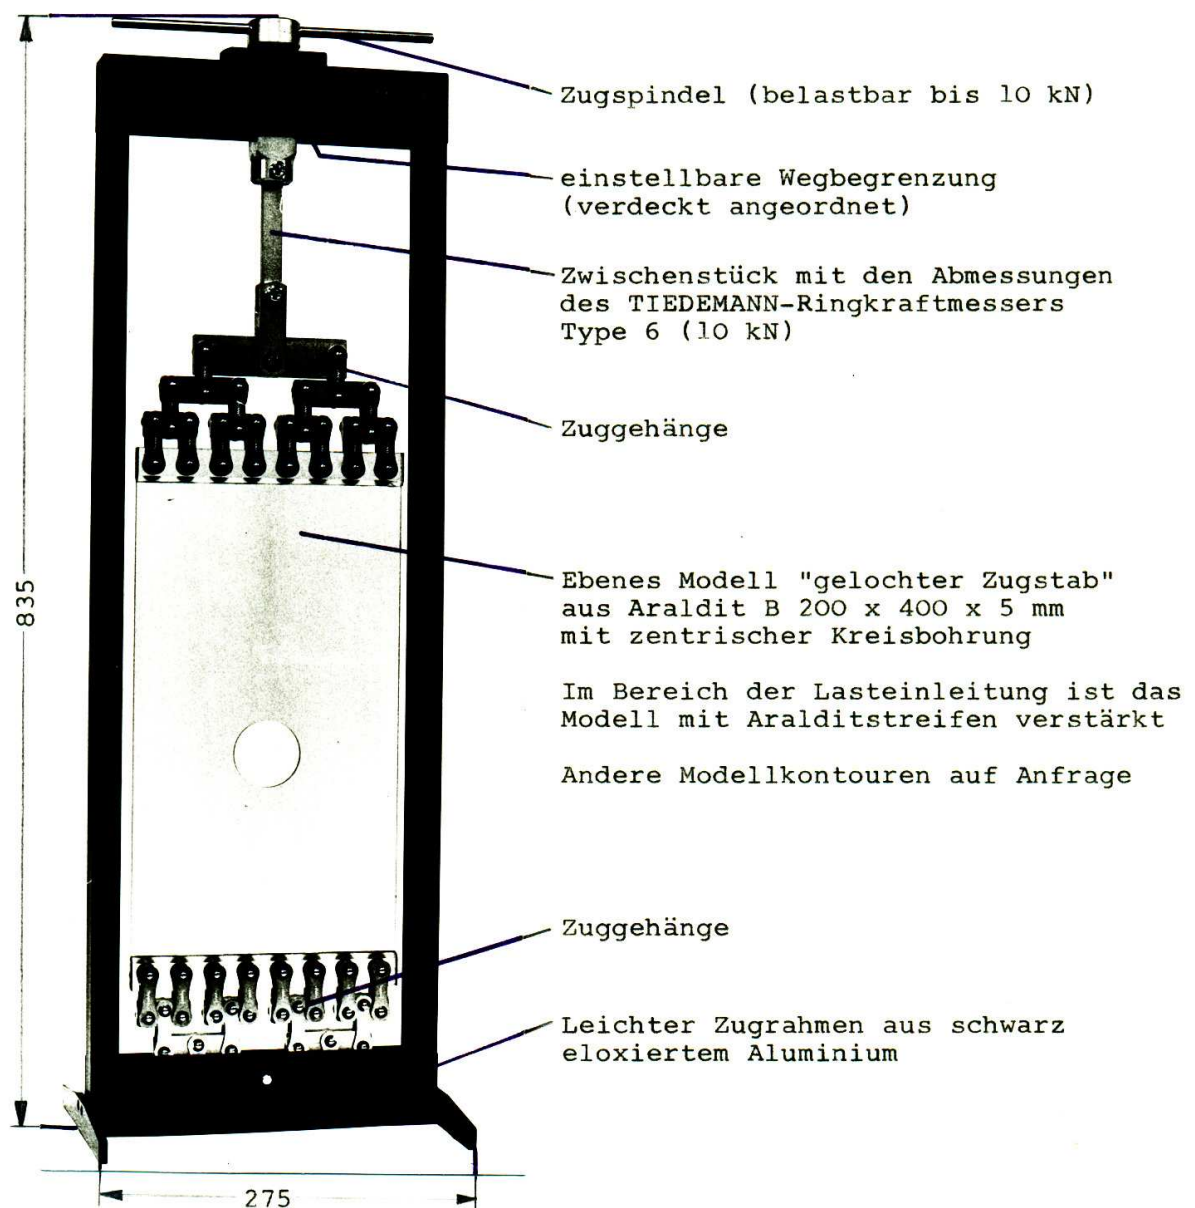 Zugspindel (belastbar bis 10 kN)
einstellbare Wegbegrenzung
(verdeckt angeordnet)
Zwischenstück mit den Abmessungen
des TIEDEMANN-Ringkraftmessers
Type 6 (10 kN)
Zuggehänge
Ebenes Modell "gelochter Zugstab"
aus Araldit B 200 x 400 x 5 mm
mit zentrischer Kreisbohrung
Im Bereich der Lasteinleitung ist das
Modell mit Aralditstreifen verstärkt
Andere Modellkontouren auf Anfrage
Zuggehänge
Leichter Zugrahmen aus schwarz
eloxiertem Aluminium
835
275